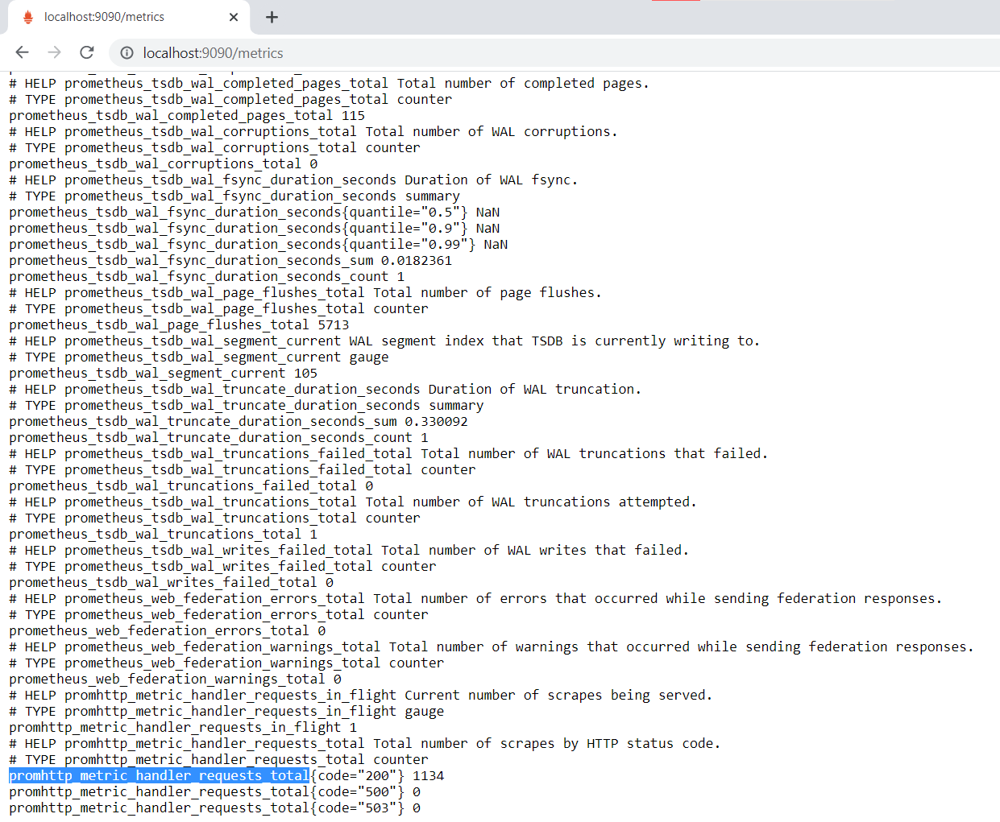 localhost:9090/metrics
localhost:9090/metrics
# HELP prometheus_tsdb_wal_completed_pages_total Total number of completed pages.
# TYPE prometheus_tsdb_wal_completed_pages_total counter
prometheus_tsdb_wal_completed_pages_total 115
# HELP prometheus_tsdb_wal_corruptions_total Total number of WAL corruptions.
# TYPE prometheus_tsdb_wal_corruptions_total counter
prometheus_tsdb_wal_corruptions_total 0
# HELP prometheus_tsdb_wal_fsync_duration_seconds Duration of WAL fsync.
# TYPE prometheus_tsdb_wal_fsync_duration_seconds summary
prometheus_tsdb_wal_fsync_duration_seconds{quantile="0.5"} NaN
prometheus_tsdb_wal_fsync_duration_seconds{quantile="0.9"} NaN
prometheus_tsdb_wal_fsync_duration_seconds{quantile="0.99"} NaN
prometheus_tsdb_wal_fsync_duration_seconds_sum 0.0182361
prometheus_tsdb_wal_fsync_duration_seconds_count 1
# HELP prometheus_tsdb_wal_page_flushes_total Total number of page flushes.
# TYPE prometheus_tsdb_wal_page_flushes_total counter
prometheus_tsdb_wal_page_flushes_total 5713
# HELP prometheus_tsdb_wal_segment_current WAL segment index that TSDB is currently writing to.
# TYPE prometheus_tsdb_wal_segment_current gauge
prometheus_tsdb_wal_segment_current 105
# HELP prometheus_tsdb_wal_truncate_duration_seconds Duration of WAL truncation.
# TYPE prometheus_tsdb_wal_truncate_duration_seconds summary
prometheus_tsdb_wal_truncate_duration_seconds_sum 0.330092
prometheus_tsdb_wal_truncate_duration_seconds_count 1
# HELP prometheus_tsdb_wal_truncations_failed_total Total number of WAL truncations that failed.
# TYPE prometheus_tsdb_wal_truncations_failed_total counter
prometheus_tsdb_wal_truncations_failed_total 0
# HELP prometheus_tsdb_wal_truncations_total Total number of WAL truncations attempted.
# TYPE prometheus_tsdb_wal_truncations_total counter
prometheus_tsdb_wal_truncations_total 1
# HELP prometheus_tsdb_wal_writes_failed_total Total number of WAL writes that failed.
# TYPE prometheus_tsdb_wal_writes_failed_total counter
prometheus_tsdb_wal_writes_failed_total 0
# HELP prometheus_web_federation_errors_total Total number of errors that occurred while sending federation responses.
# TYPE prometheus_web_federation_errors_total counter
prometheus_web_federation_errors_total 0
# HELP prometheus_web_federation_warnings_total Total number of warnings that occurred while sending federation responses.
# TYPE prometheus_web_federation_warnings_total counter
prometheus_web_federation_warnings_total 0
# HELP promhttp_metric_handler_requests_in_flight Current number of scrapes being served.
# TYPE promhttp_metric_handler_requests_in_flight gauge
promhttp_metric_handler_requests_in_flight 1
# HELP promhttp_metric_handler_requests_total Total number of scrapes by HTTP status code.
# TYPE promhttp_metric_handler_requests_total counter
promhttp_metric_handler_requests_total{code="200"} 1134
promhttp_metric_handler_requests_total{code="500"} 0
promhttp_metric_handler_requests_total{code="503"} 0